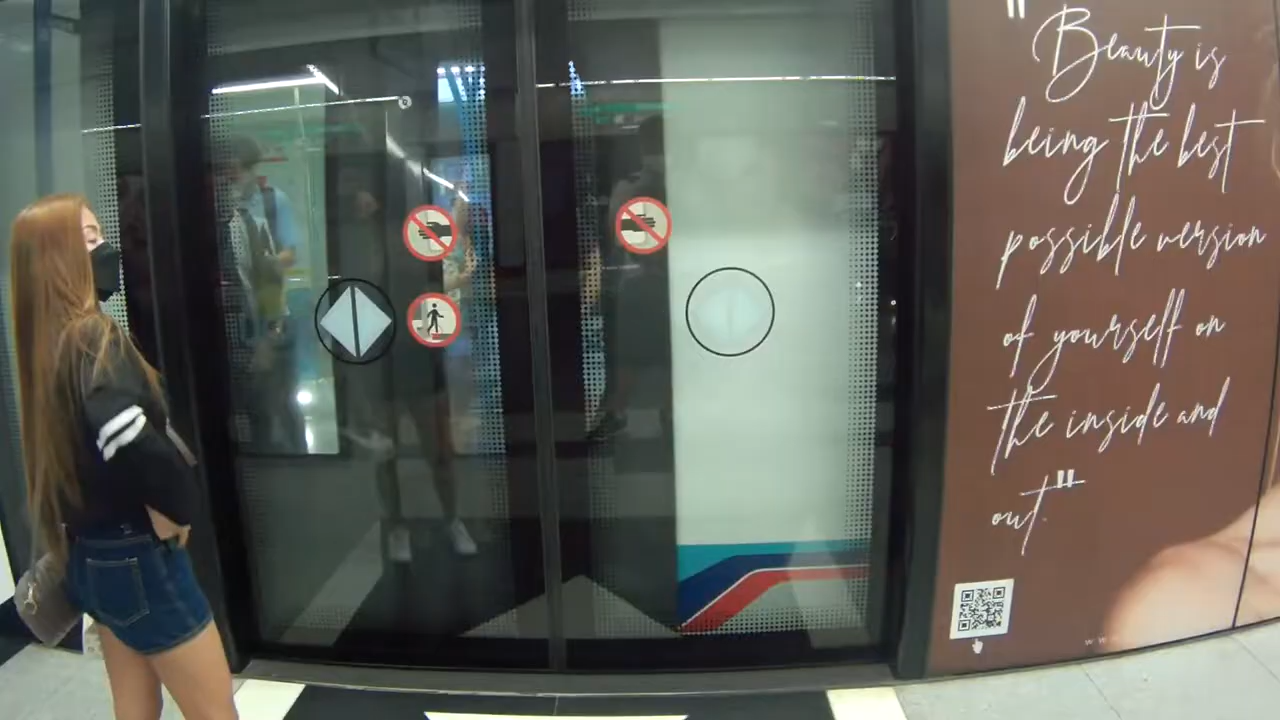 "Beauty is
being the best
possible version
of yourself on
the inside and
out."